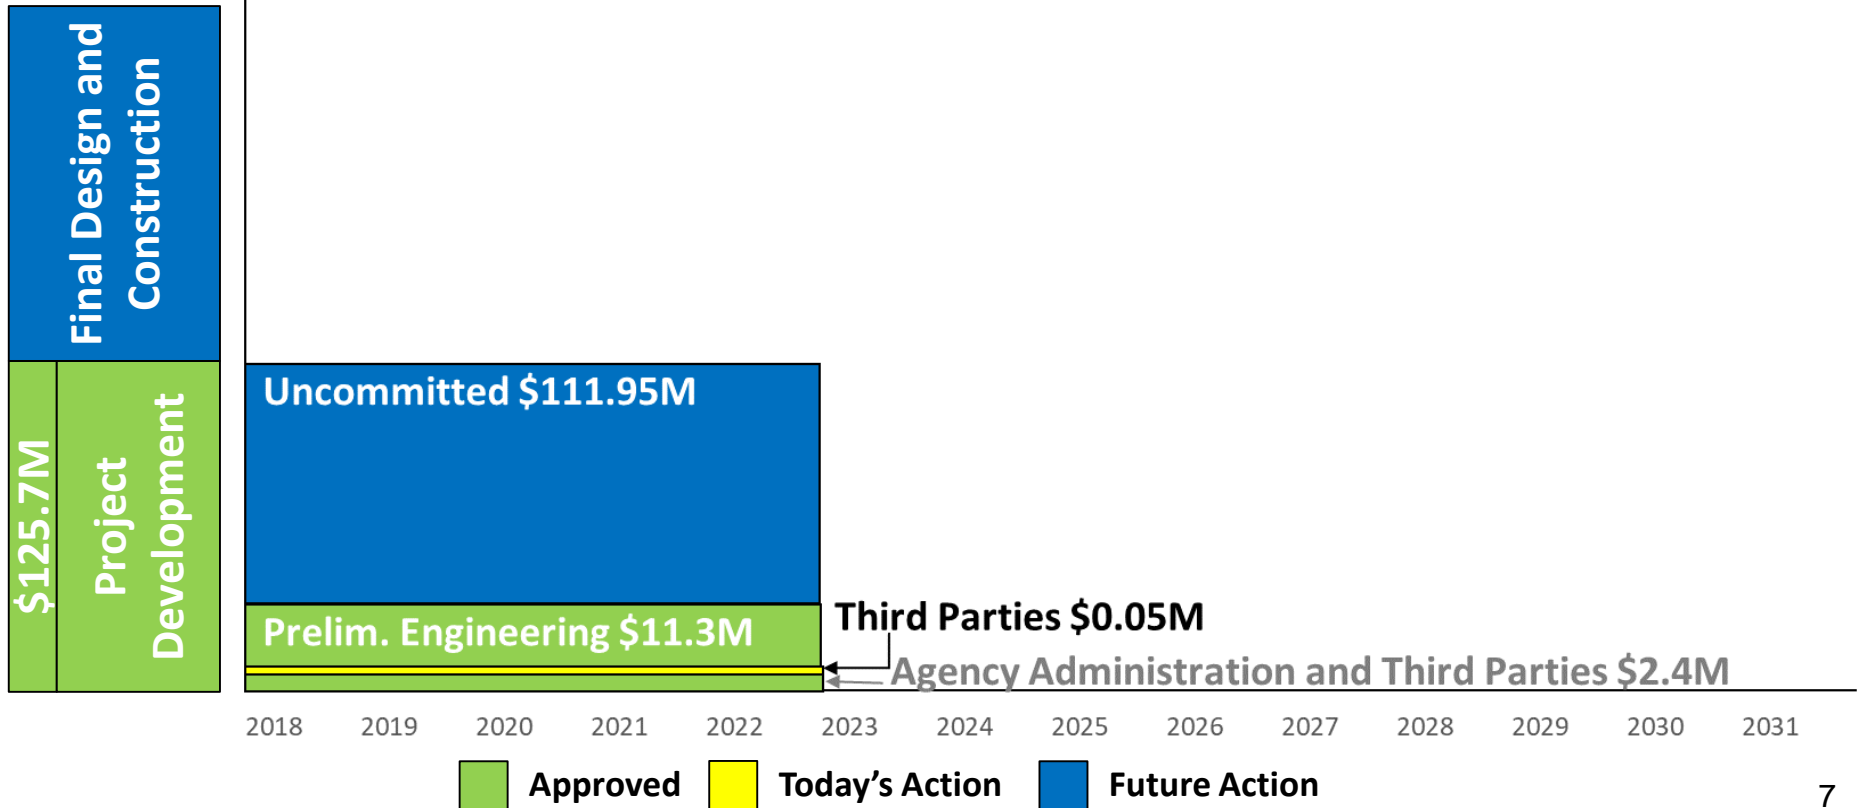 Final Design and
Construction
$125.7M
Project
Development
Uncommitted $111.95M
Prelim. Engineering $11.3M
Third Parties $0.05M
Agency Administration and Third Parties $2.4M
2018 2019 2020 2021 2022 2023 2024 2025 2026 2027 2028 2029 2030 2031
Approved Today's Action Future Action
7